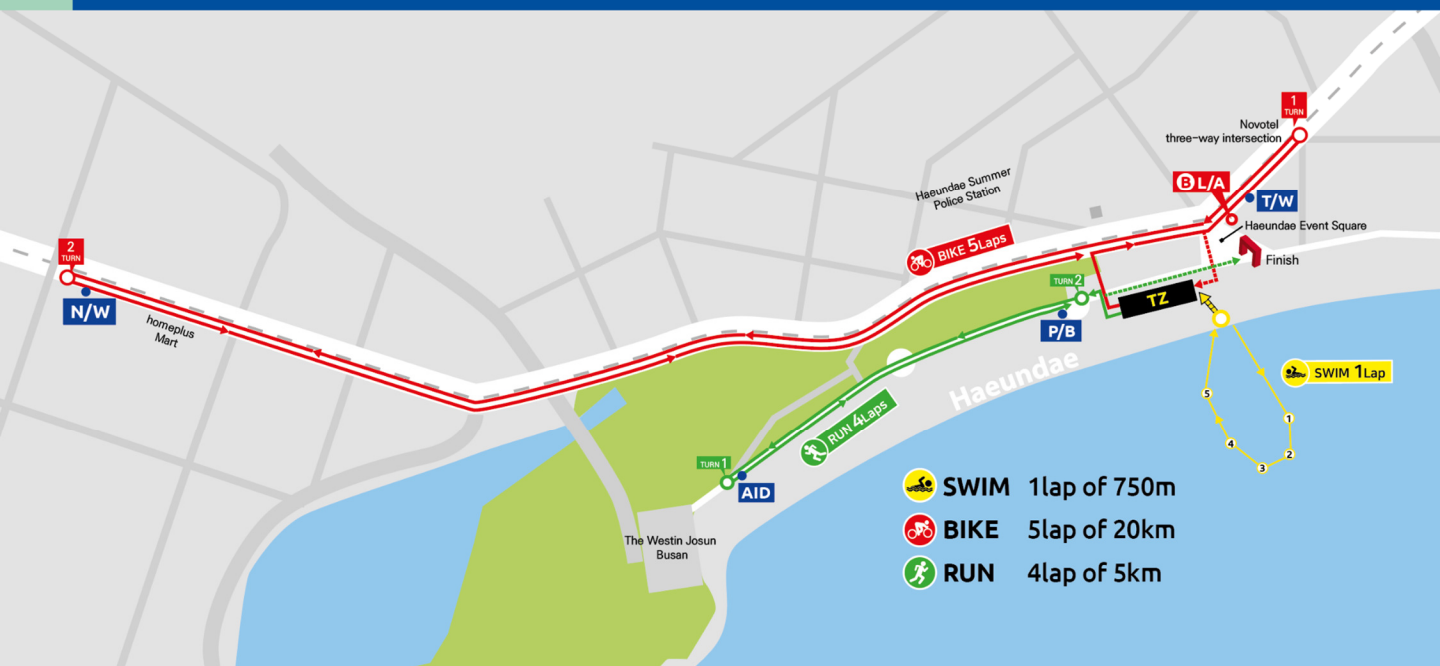 1
TURN
Novotel
three-way intersection
B L/A
T/W
Haeundae Summer
Police Station
Haeundae Event Square
Finish
BIKE 5Laps
2
TURN
N/W
homeplus
Mart
TURN 2
TZ
P/B
Haeundae
SWIM 1Lap
5
1
4
2
3
RUN 4Laps
TURN 1
AID
The Westin Josun
Busan
SWIM 1lap of 750m
BIKE 5lap of 20km
RUN 4lap of 5km